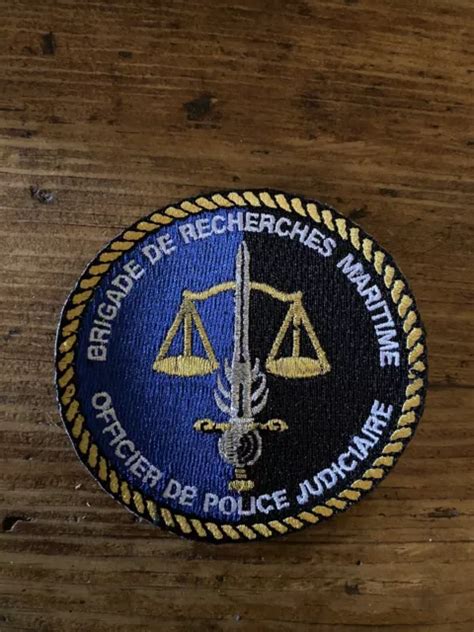 BRIGADE DE RECHERCHES MARITIME
OFFICIER DE POLICE JUDICIAIRE